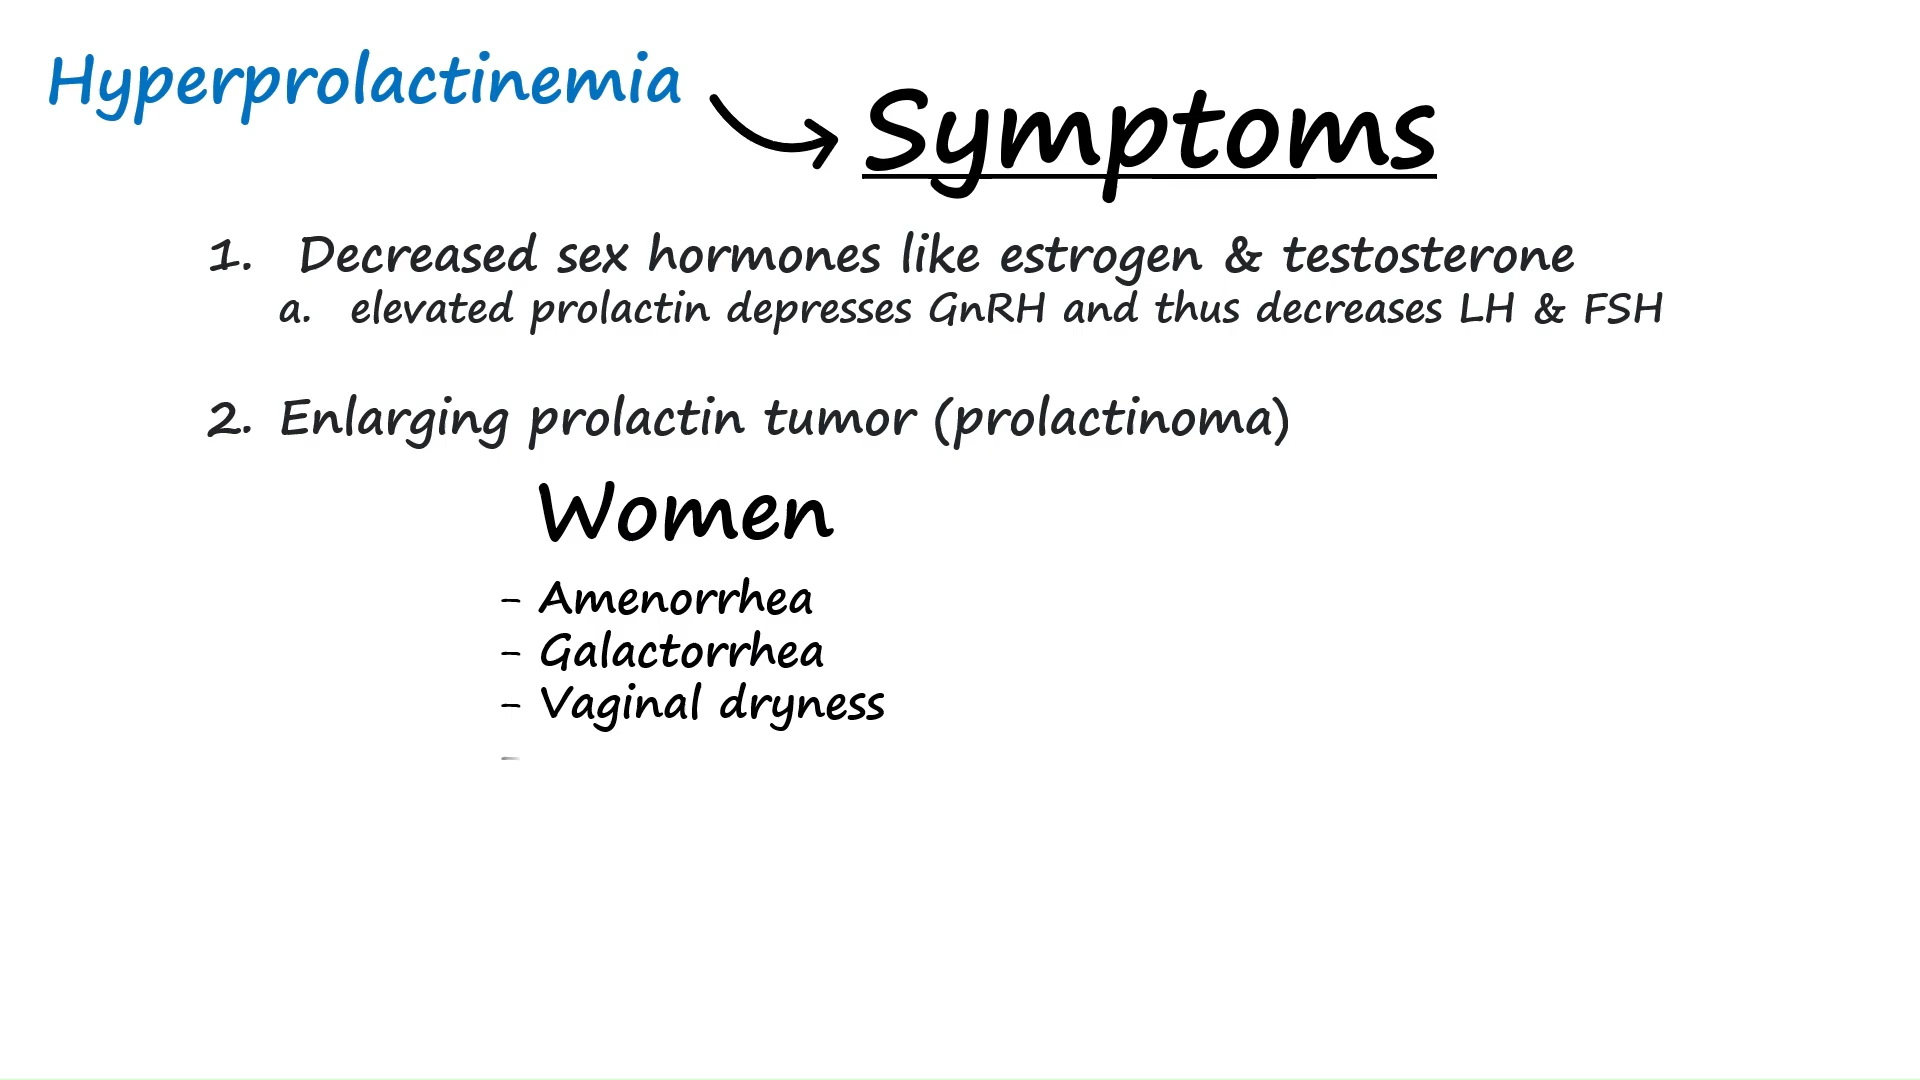 Hyperprolactinemia
Symptoms
1. Decreased sex hormones like estrogen & testosterone
a. elevated prolactin depresses GnRH and thus decreases LH & FSH
2. Enlarging prolactin tumor (prolactinoma)
Women
- Amenorrhea
- Galactorrhea
- Vaginal dryness
-